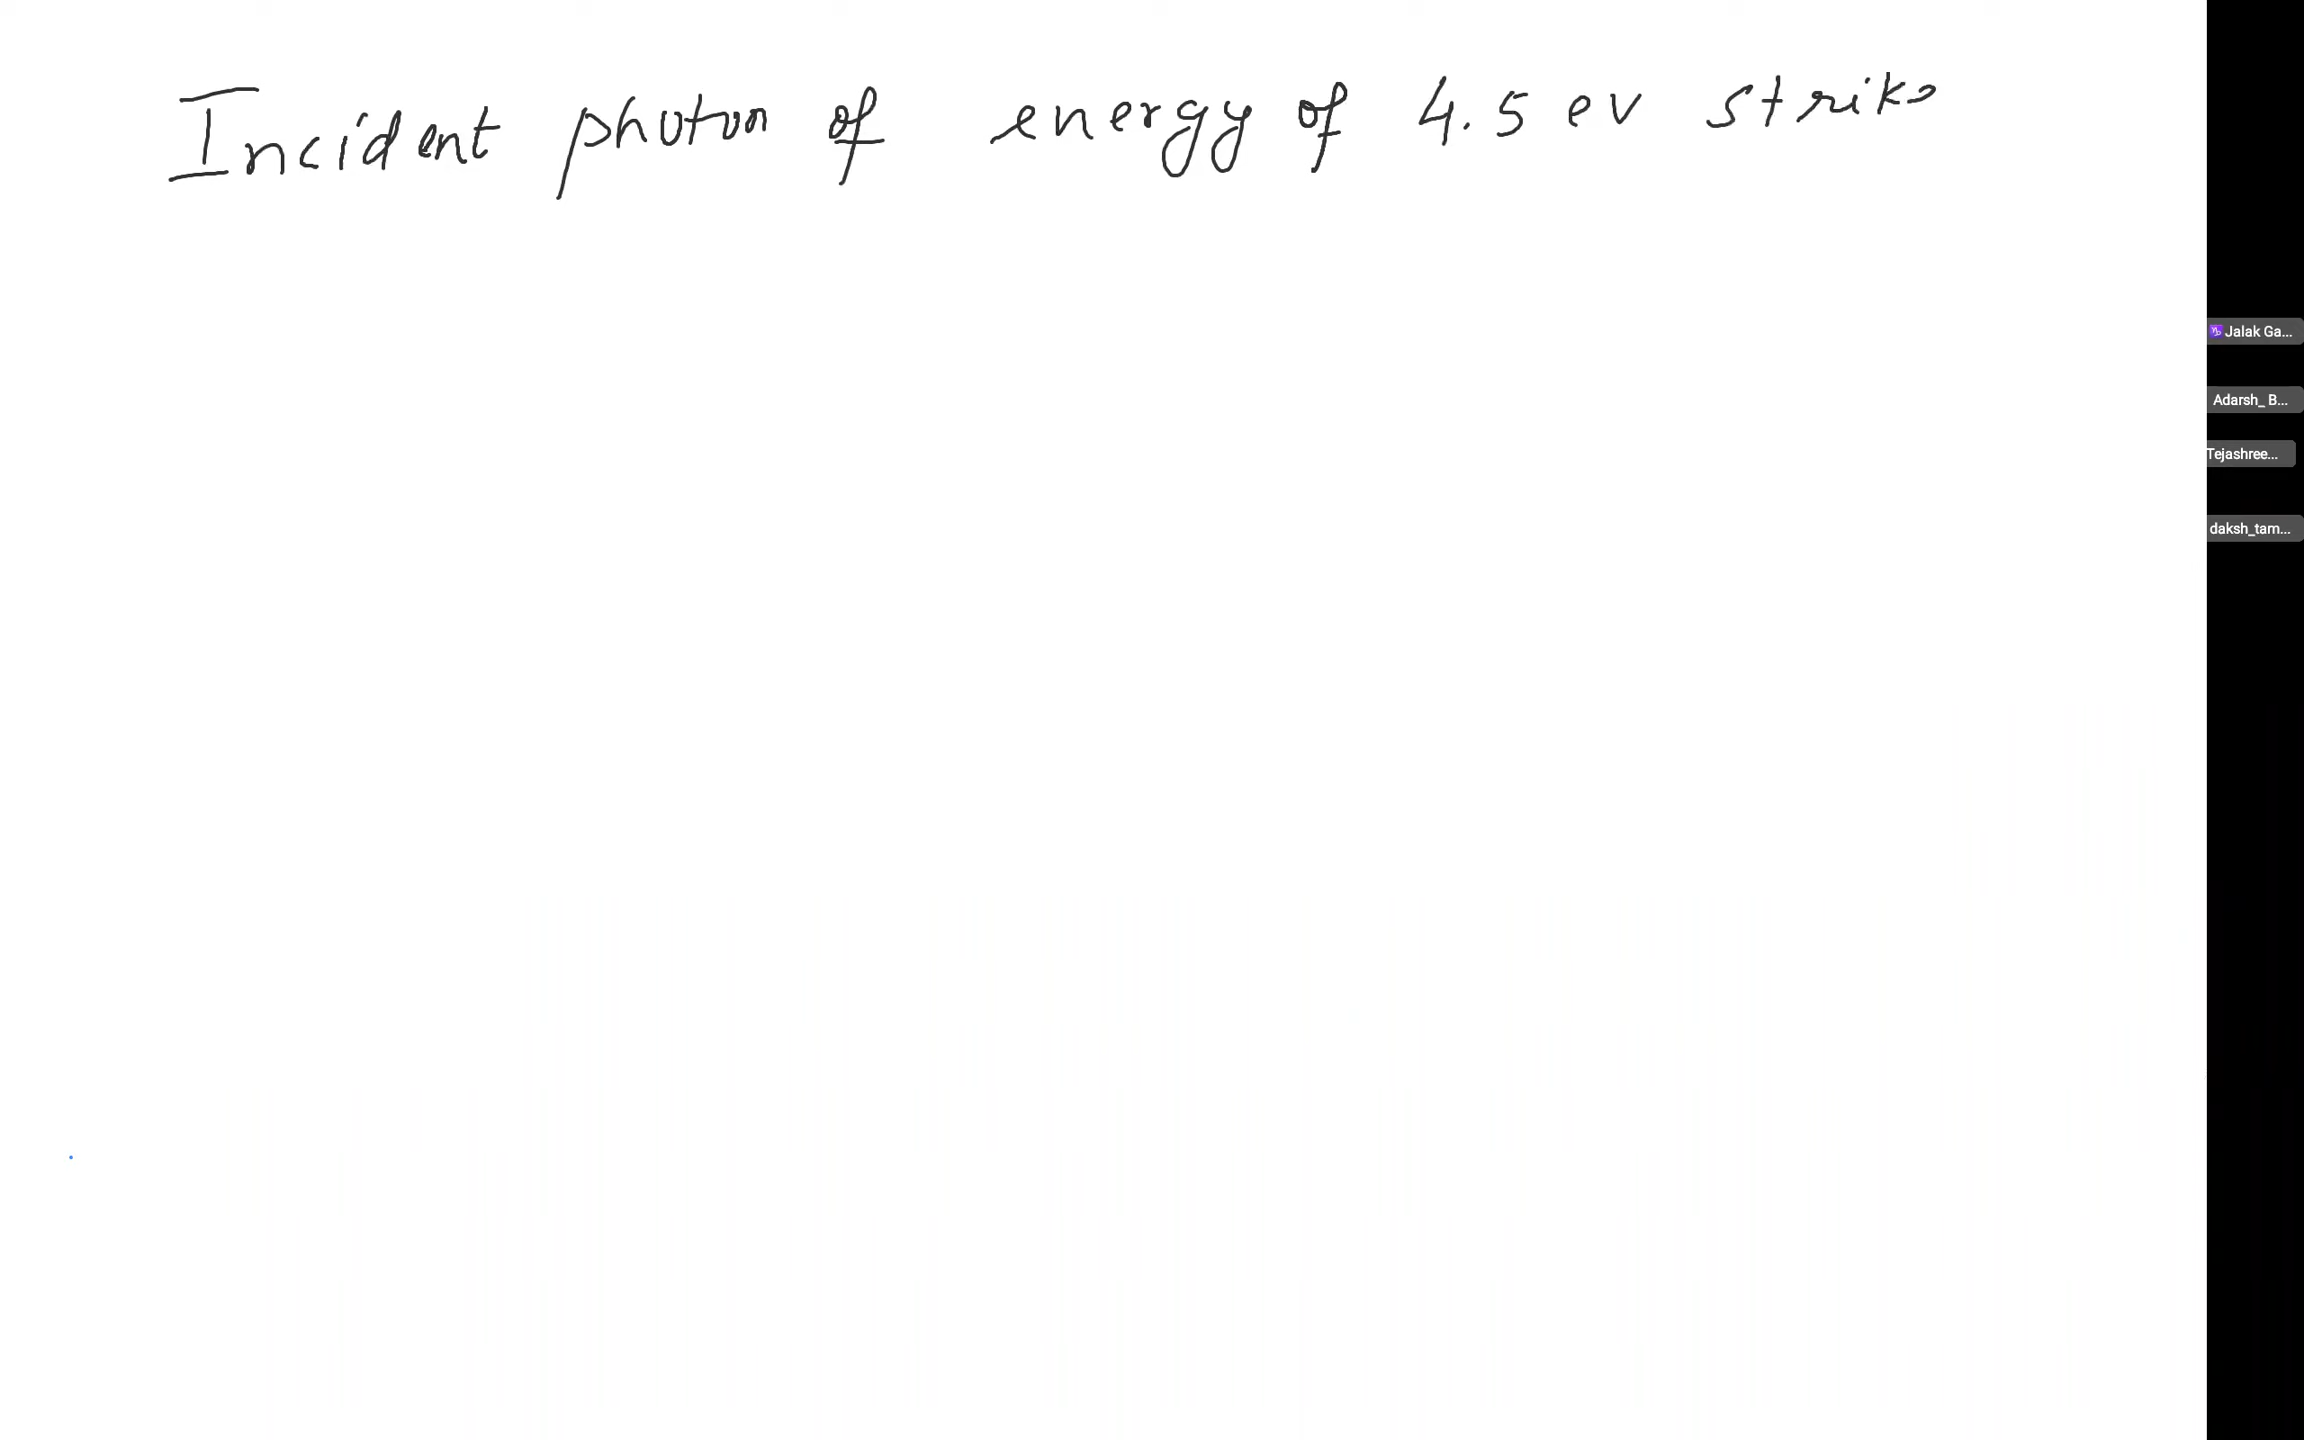 Incident photon of energy of 4.5 ev strike
Jalak Ga...
Adarsh_ B...
Tejashree...
daksh_tam...